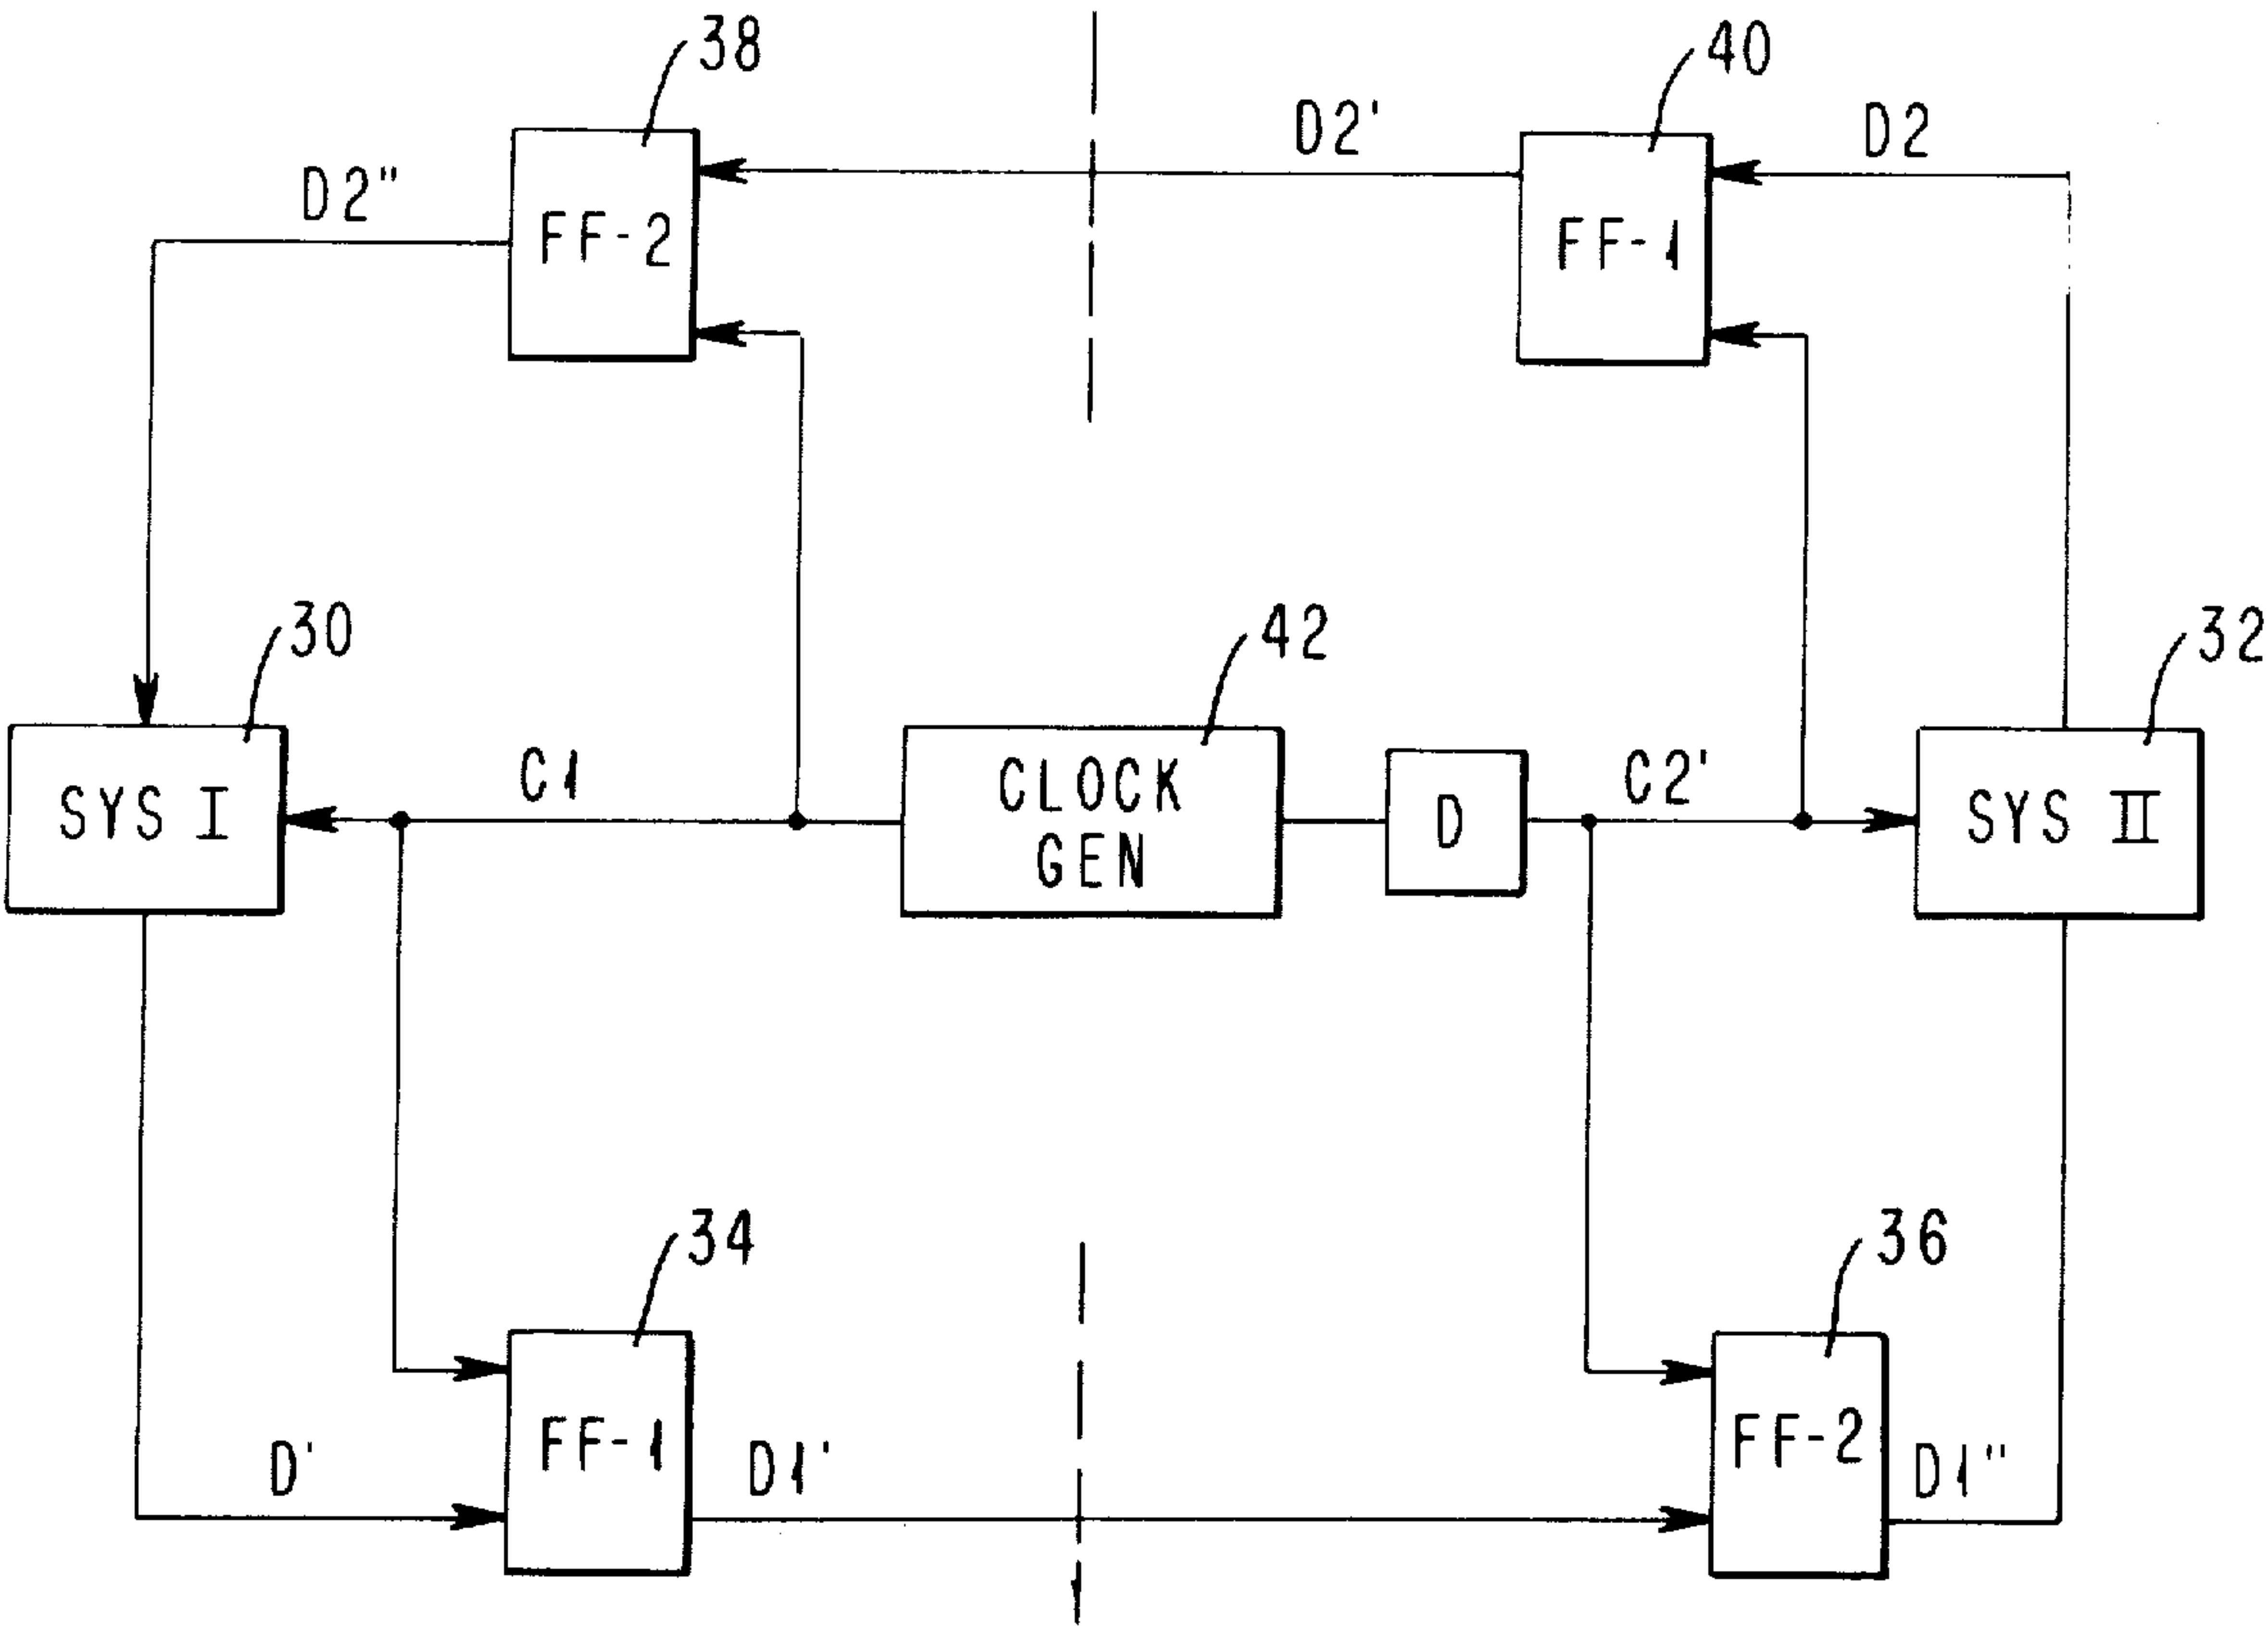 38
40
D2'
D2
D2"
FF-2
FF-1
30
42
32
C1
C2'
SYS I
CLOCK
GEN
D
SYS II
34
36
FF-1
FF-2
D'
D1'
D1"